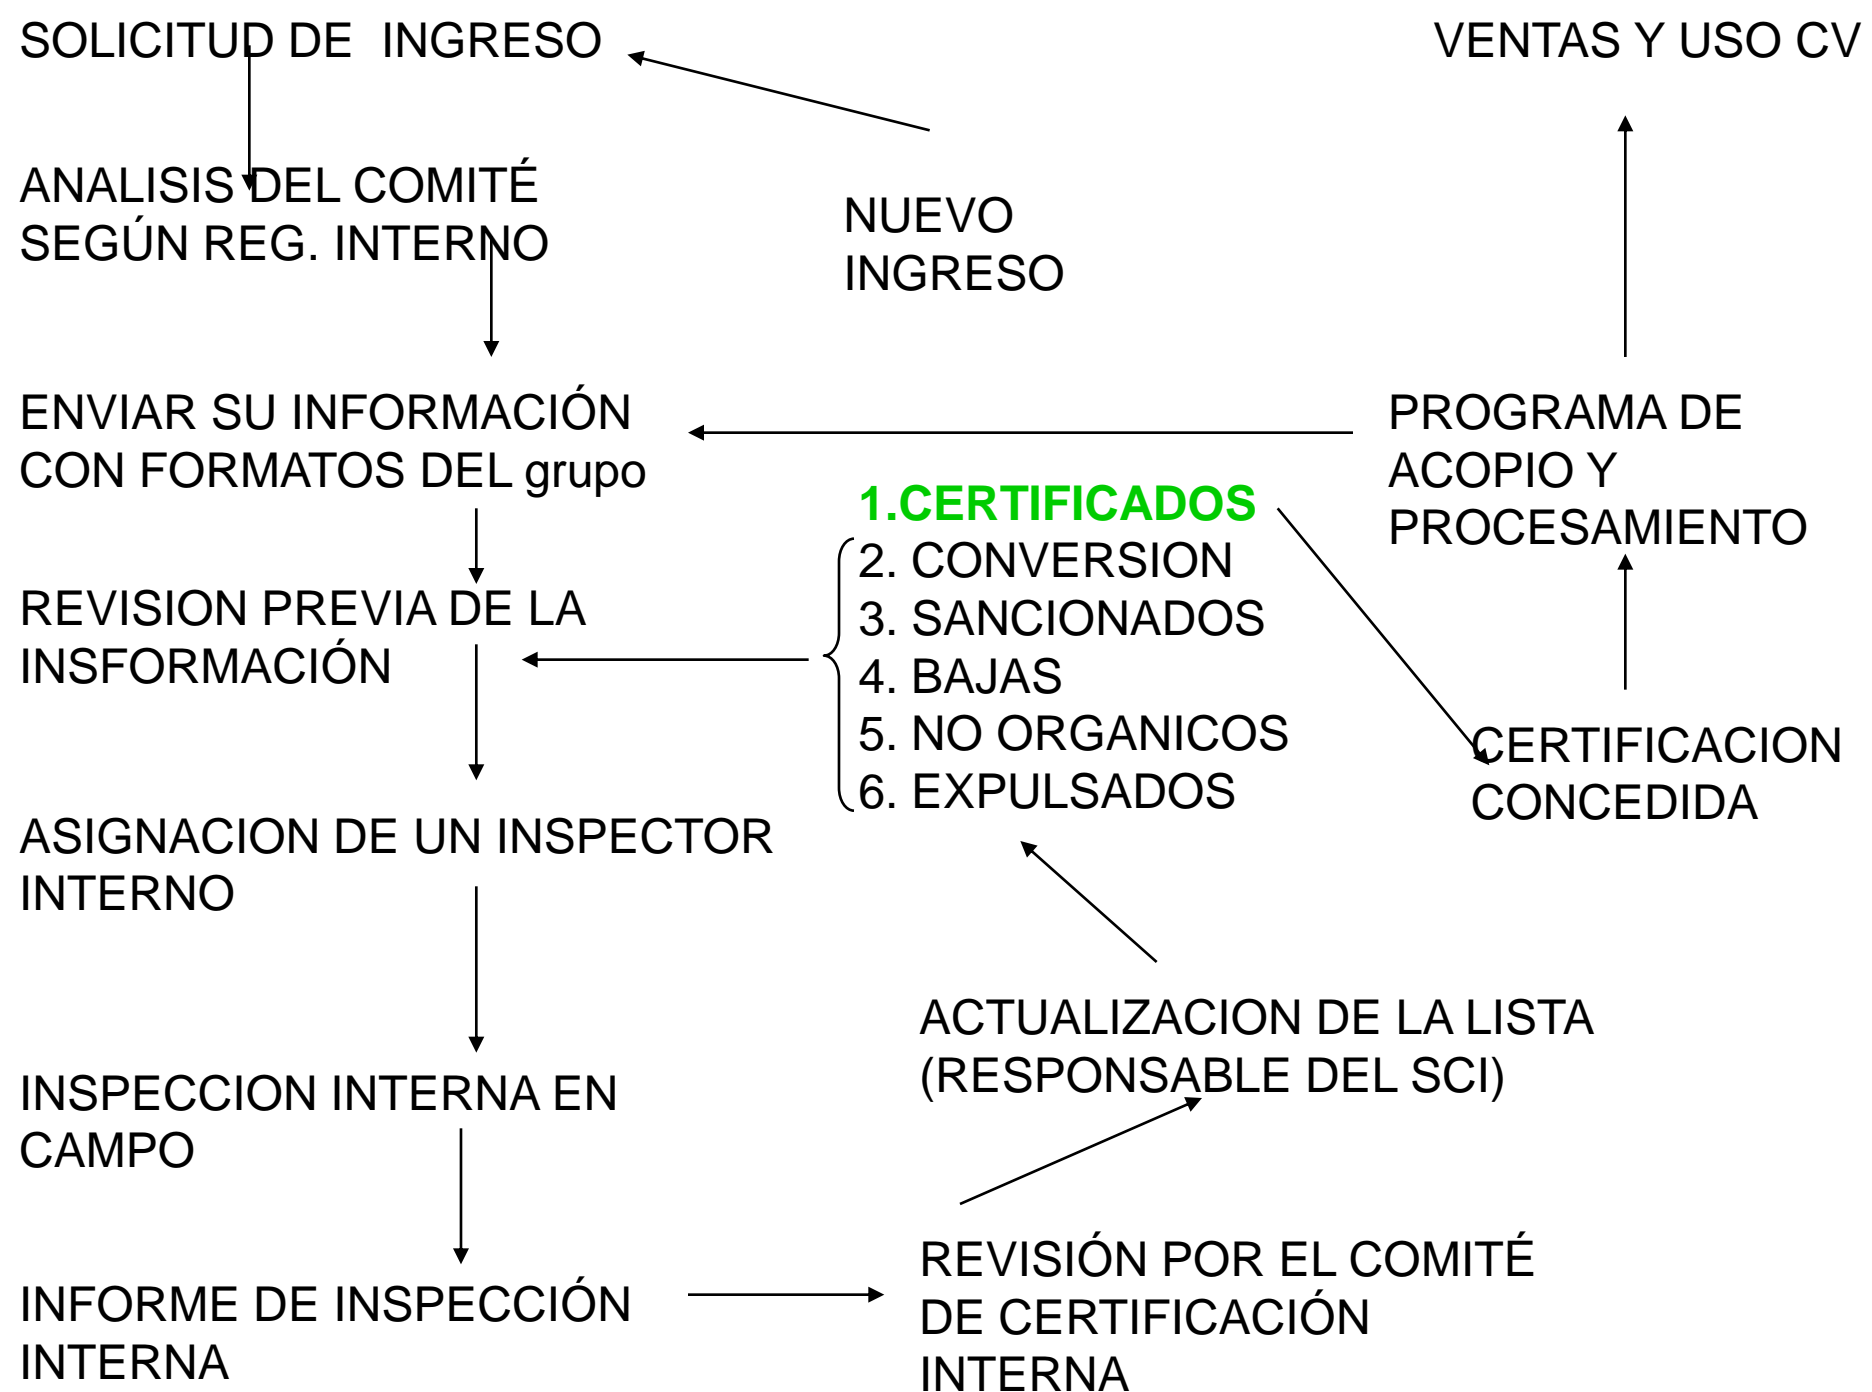 SOLICITUD DE INGRESO
VENTAS Y USO CV
ANALISIS DEL COMITÉ
SEGÚN REG. INTERNO
NUEVO
INGRESO
ENVIAR SU INFORMACIÓN
CON FORMATOS DEL grupo
PROGRAMA DE
ACOPIO Y
PROCESAMIENTO
1.CERTIFICADOS
2. CONVERSION
3. SANCIONADOS
4. BAJAS
5. NO ORGANICOS
6. EXPULSADOS
REVISION PREVIA DE LA
INSFORMACIÓN
CERTIFICACION
CONCEDIDA
ASIGNACION DE UN INSPECTOR
INTERNO
ACTUALIZACION DE LA LISTA
(RESPONSABLE DEL SCI)
INSPECCION INTERNA EN
CAMPO
INFORME DE INSPECCIÓN
INTERNA
REVISIÓN POR EL COMITÉ
DE CERTIFICACIÓN
INTERNA